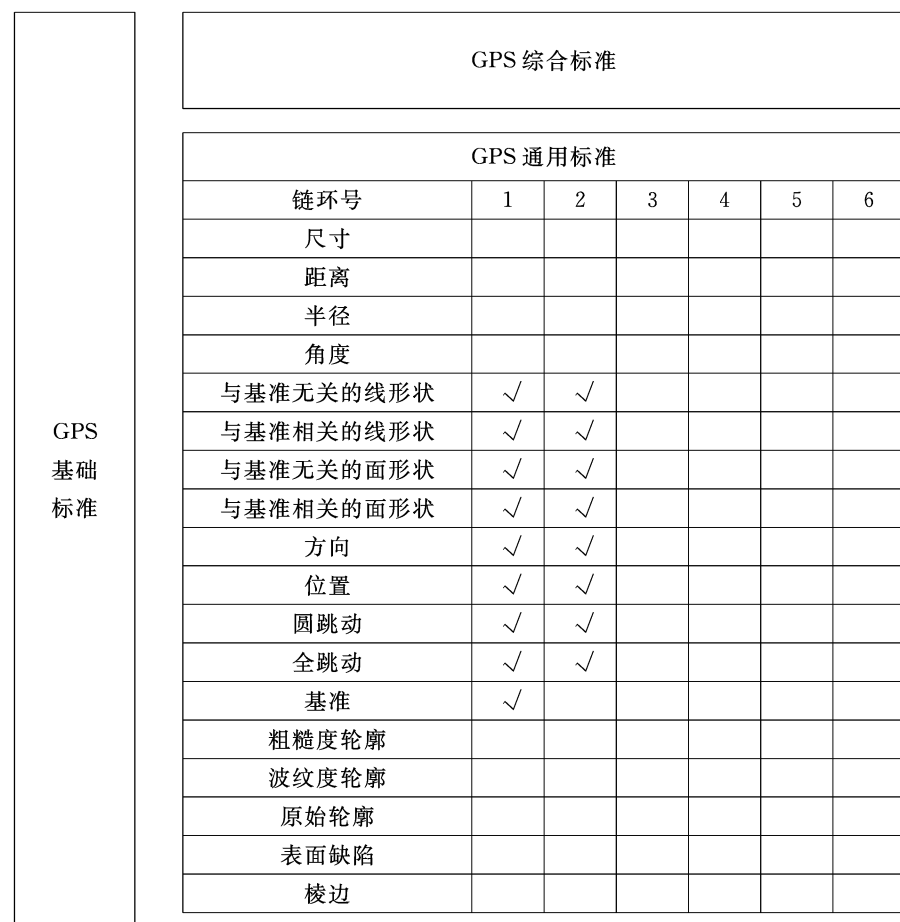 GPS
基础
标准
GPS 综合标准
GPS 通用标准
链环号 1 2 3 4 5 6
尺寸
距离
半径
角度
与基准无关的线形状 √ √
与基准相关的线形状 √ √
与基准无关的面形状 √ √
与基准相关的面形状 √ √
方向 √ √
位置 √ √
圆跳动 √ √
全跳动 √ √
基准 √
粗糙度轮廓
波纹度轮廓
原始轮廓
表面缺陷
棱边